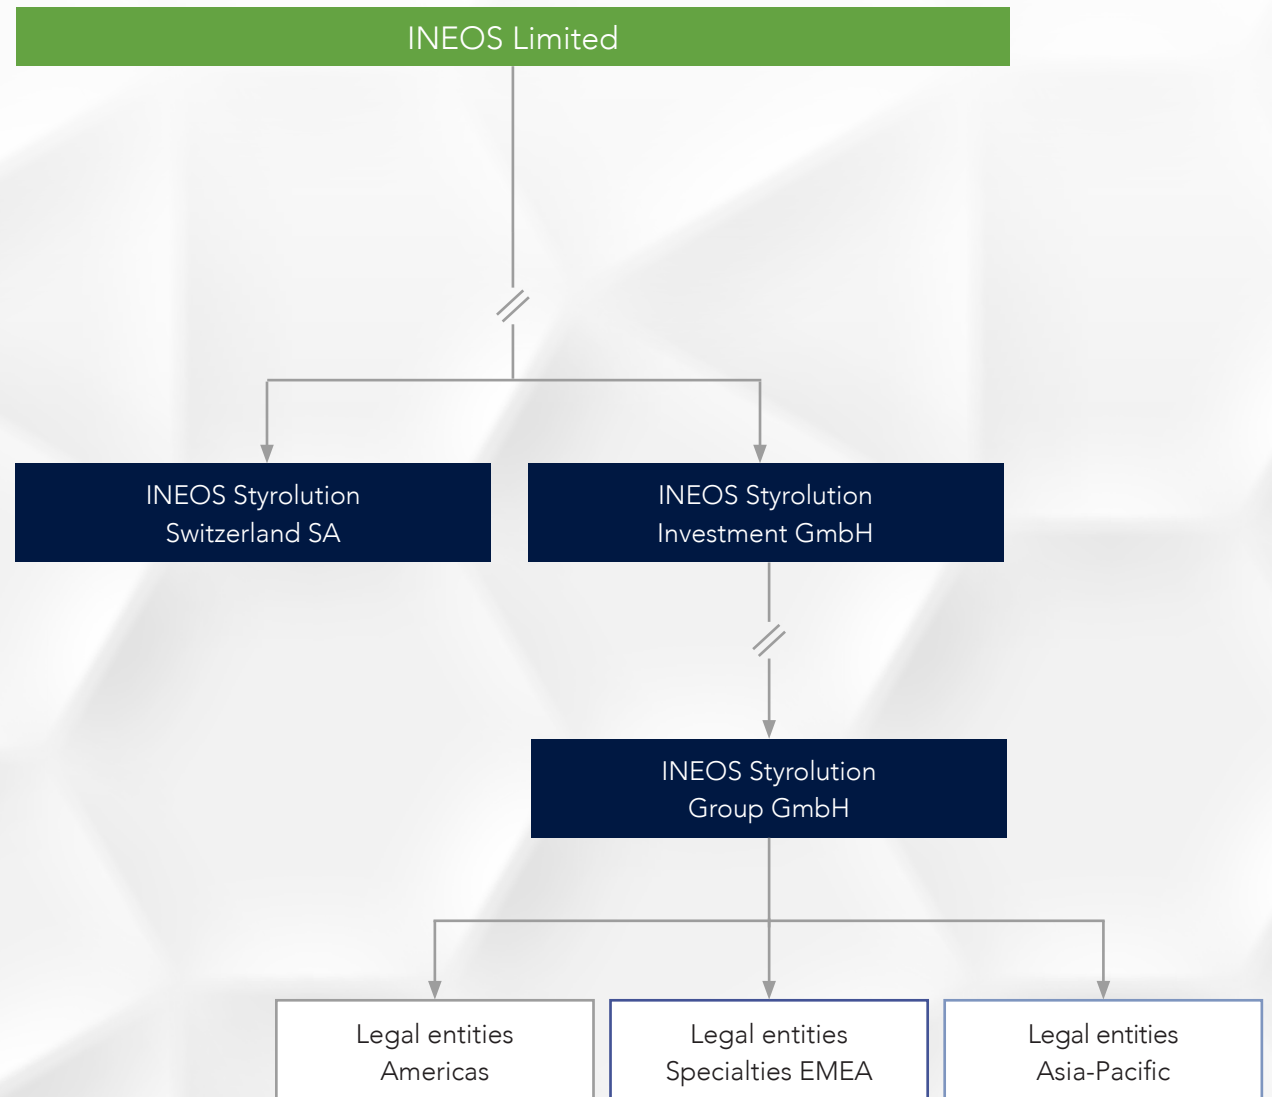 INEOS Limited
INEOS Styrolution
Switzerland SA
INEOS Styrolution
Investment GmbH
INEOS Styrolution
Group GmbH
Legal entities
Americas
Legal entities
Specialties EMEA
Legal entities
Asia-Pacific